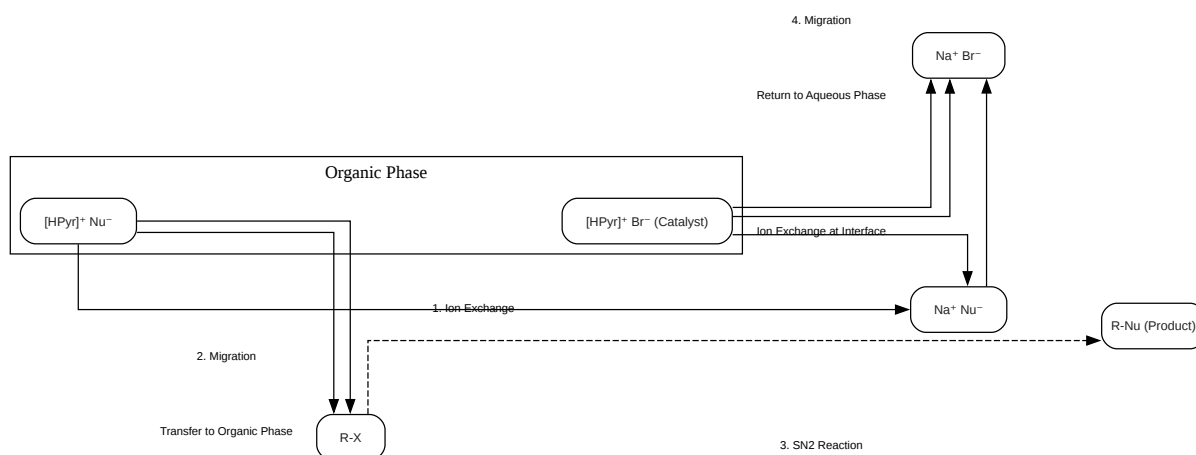 4. Migration
Na⁺ Br⁻
Return to Aqueous Phase
Organic Phase
[HPyr]⁺ Nu⁻
[HPyr]⁺ Br⁻ (Catalyst)
Ion Exchange at Interface
1. Ion Exchange
Na⁺ Nu⁻
R-Nu (Product)
2. Migration
Transfer to Organic Phase
R-X
3. SN2 Reaction